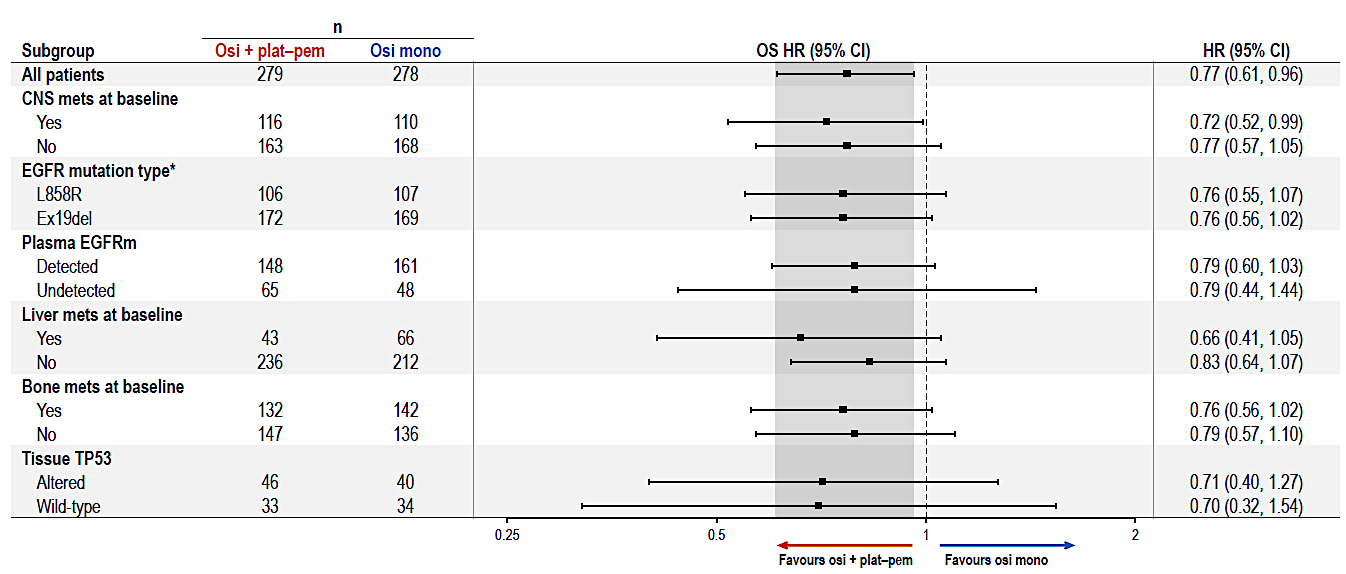 n
Subgroup Osi + plat–pem Osi mono OS HR (95% CI) HR (95% CI)
All patients 279 278 0.77 (0.61, 0.96)
CNS mets at baseline
Yes 116 110 0.72 (0.52, 0.99)
No 163 168 0.77 (0.57, 1.05)
EGFR mutation type*
L858R 106 107 0.76 (0.55, 1.07)
Ex19del 172 169 0.76 (0.56, 1.02)
Plasma EGFRm
Detected 148 161 0.79 (0.60, 1.03)
Undetected 65 48 0.79 (0.44, 1.44)
Liver mets at baseline
Yes 43 66 0.66 (0.41, 1.05)
No 236 212 0.83 (0.64, 1.07)
Bone mets at baseline
Yes 132 142 0.76 (0.56, 1.02)
No 147 136 0.79 (0.57, 1.10)
Tissue TP53
Altered 46 40 0.71 (0.40, 1.27)
Wild-type 33 34 0.70 (0.32, 1.54)
0.25 0.5 1 2
Favours osi + plat–pem Favours osi mono